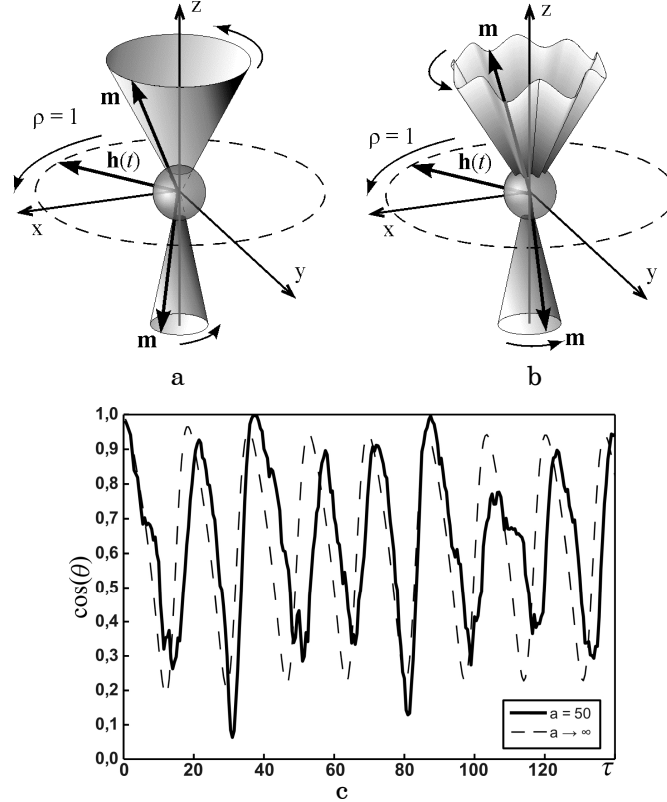 z
z
m
m
ρ = 1
h(t)
ρ = 1
h(t)
x
x
y
y
m
m
a
b
1,0
0,9
0,8
0,7
0,6
0,5
0,4
0,3
0,2
0,1
0,0
cos(θ)
a = 50
a → ∞
0 20 40 60 80 100 120 τ
c